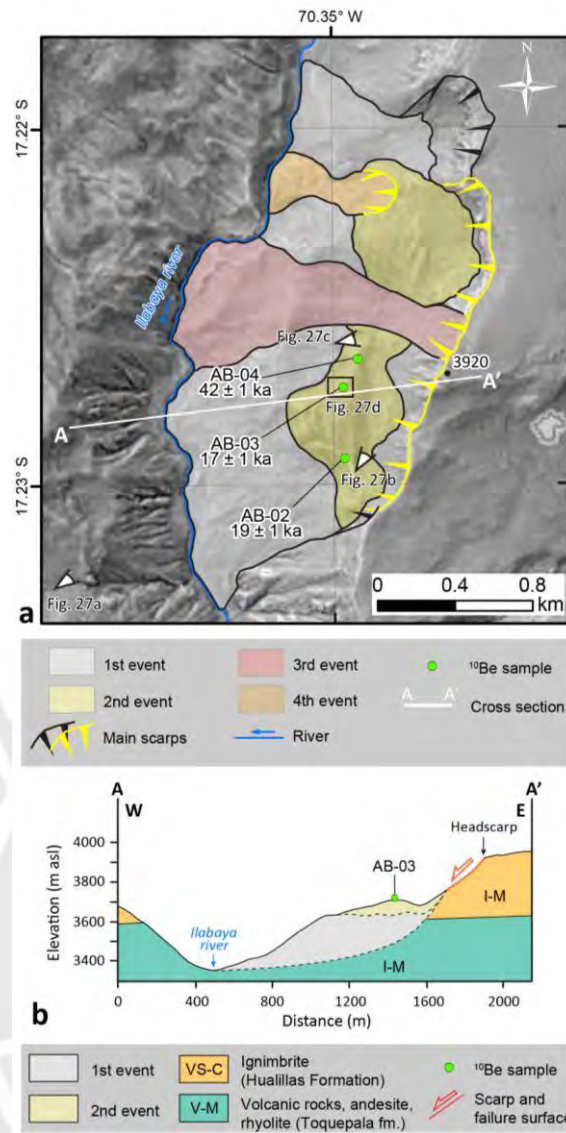 70.35° W
N
17.22° S
Ilabaya river
3920
Fig. 27c
AB-04
42 ± 1 ka
A'
Fig. 27d
A
AB-03
17 ± 1 ka
Fig. 27b
17.23° S
AB-02
19 ± 1 ka
Fig. 27a
0 0.4 0.8
km
a
1st event
3rd event
¹⁰Be sample
2nd event
4th event
A A'
Cross section
Main scarps
River
A A'
W E
Headscarp
4000
AB-03
3800
I-M
3600
Ilabaya
river
3400
I-M
Elevation (m asl)
0 400 800 1200 1600 2000
Distance (m)
b
1st event
VS-C
Ignimbrite
(Hualillas Formation)
¹⁰Be sample
2nd event
V-M
Volcanic rocks, andesite,
rhyolite (Toquepala fm.)
Scarp and
failure surface